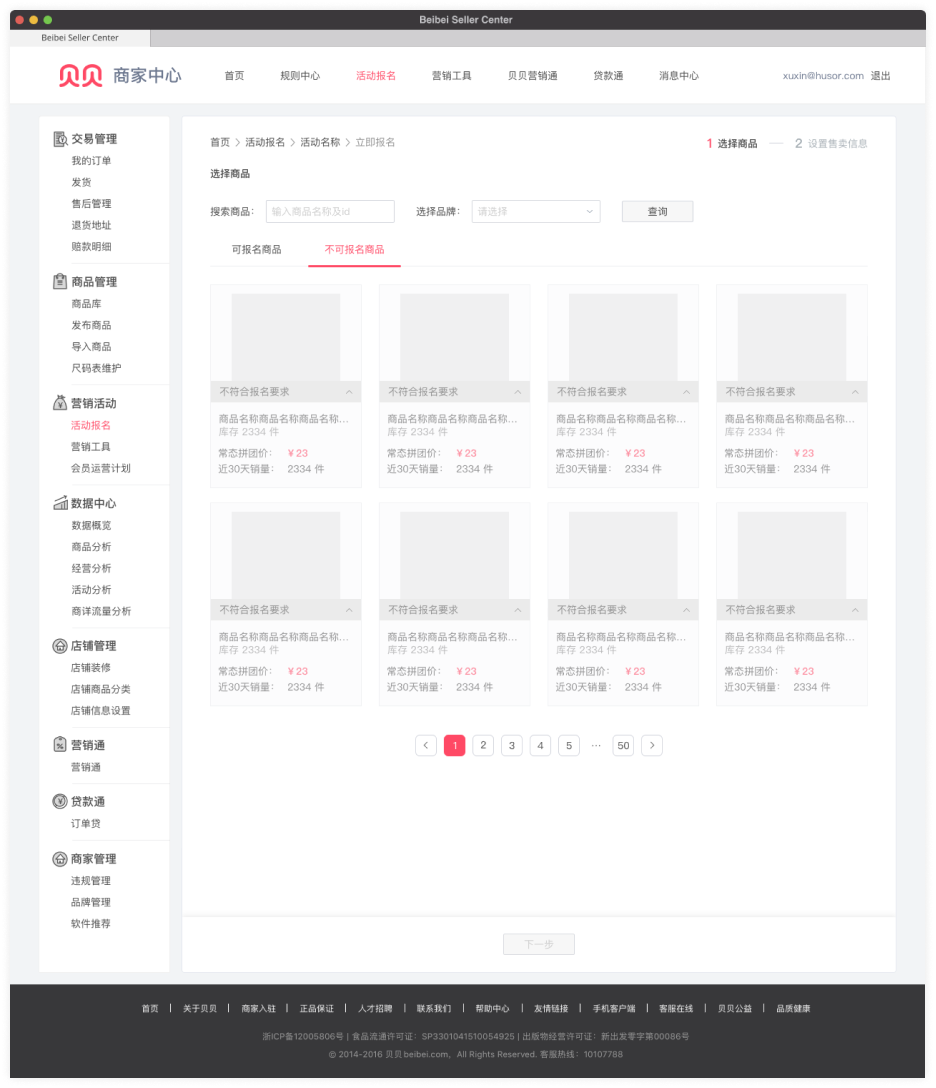 Beibei Seller Center
Beibei Seller Center
贝贝 商家中心 首页 规则中心 活动报名 营销工具 贝贝营销通 贷款通 消息中心 xuxin@husor.com 退出
交易管理
我的订单
发货
售后管理
退货地址
赔款明细
商品管理
商品库
发布商品
导入商品
尺码表维护
营销活动
活动报名
营销工具
会员运营计划
数据中心
数据概览
商品分析
经营分析
活动分析
商详流量分析
店铺管理
店铺装修
店铺商品分类
店铺信息设置
营销通
营销通
贷款通
订单贷
商家管理
违规管理
品牌管理
软件推荐
首页 > 活动报名 > 活动名称 > 立即报名 1 选择商品 — 2 设置售卖信息
选择商品
搜索商品： 输入商品名称及id 选择品牌： 请选择 查询
可报名商品 不可报名商品
不符合报名要求 不符合报名要求 不符合报名要求 不符合报名要求
商品名称商品名称商品名称... 商品名称商品名称商品名称... 商品名称商品名称商品名称... 商品名称商品名称商品名称...
库存 2334 件 库存 2334 件 库存 2334 件 库存 2334 件
常态拼团价： ¥23 常态拼团价： ¥23 常态拼团价： ¥23 常态拼团价： ¥23
近30天销量： 2334 件 近30天销量： 2334 件 近30天销量： 2334 件 近30天销量： 2334 件
不符合报名要求 不符合报名要求 不符合报名要求 不符合报名要求
商品名称商品名称商品名称... 商品名称商品名称商品名称... 商品名称商品名称商品名称... 商品名称商品名称商品名称...
库存 2334 件 库存 2334 件 库存 2334 件 库存 2334 件
常态拼团价： ¥23 常态拼团价： ¥23 常态拼团价： ¥23 常态拼团价： ¥23
近30天销量： 2334 件 近30天销量： 2334 件 近30天销量： 2334 件 近30天销量： 2334 件
< 1 2 3 4 5 ··· 50 >
下一步
首页 | 关于贝贝 | 商家入驻 | 正品保证 | 人才招聘 | 联系我们 | 帮助中心 | 友情链接 | 手机客户端 | 客服在线 | 贝贝公益 | 品质健康
浙ICP备12005806号 | 食品流通许可证：SP3301041510054925 | 出版物经营许可证：新出发零字第00086号
© 2014-2016 贝贝 beibei.com，All Rights Reserved. 客服热线：10107788